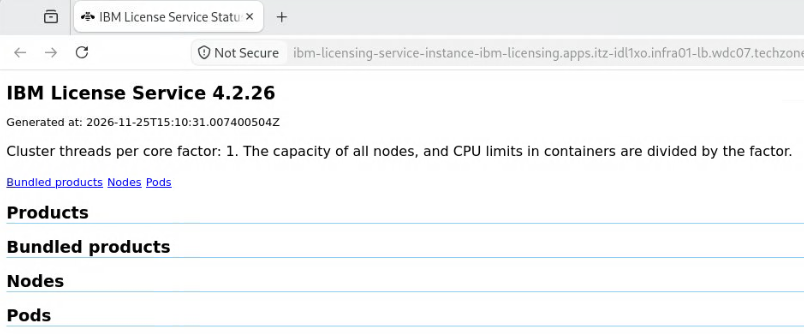 IBM License Service Statu
Not Secure
ibm-licensing-service-instance-ibm-licensing.apps.itz-idl1xo.infra01-lb.wdc07.techzone
IBM License Service 4.2.26
Generated at: 2026-11-25T15:10:31.007400504Z
Cluster threads per core factor: 1. The capacity of all nodes, and CPU limits in containers are divided by the factor.
Bundled products Nodes Pods
Products
Bundled products
Nodes
Pods